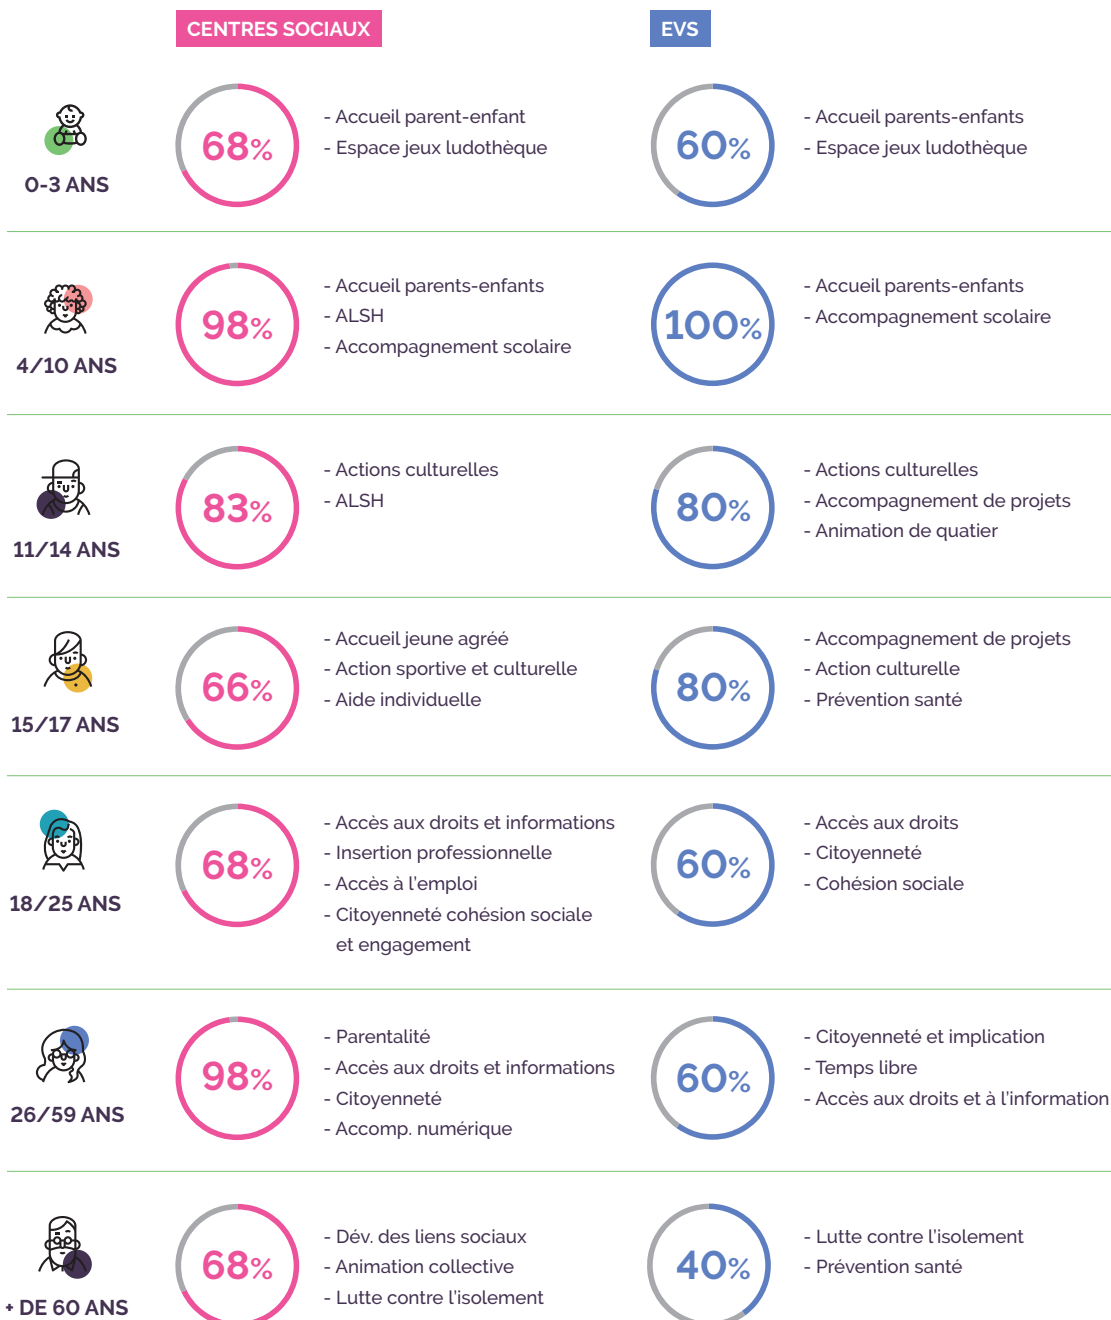 CENTRES SOCIAUX
EVS
0-3 ANS
68%
- Accueil parent-enfant
- Espace jeux ludothèque
60%
- Accueil parents-enfants
- Espace jeux ludothèque
4/10 ANS
98%
- Accueil parents-enfants
- ALSH
- Accompagnement scolaire
100%
- Accueil parents-enfants
- Accompagnement scolaire
11/14 ANS
83%
- Actions culturelles
- ALSH
80%
- Actions culturelles
- Accompagnement de projets
- Animation de quatier
15/17 ANS
66%
- Accueil jeune agréé
- Action sportive et culturelle
- Aide individuelle
80%
- Accompagnement de projets
- Action culturelle
- Prévention santé
18/25 ANS
68%
- Accès aux droits et informations
- Insertion professionnelle
- Accès à l'emploi
- Citoyenneté cohésion sociale
et engagement
60%
- Accès aux droits
- Citoyenneté
- Cohésion sociale
26/59 ANS
98%
- Parentalité
- Accès aux droits et informations
- Citoyenneté
- Accomp. numérique
60%
- Citoyenneté et implication
- Temps libre
- Accès aux droits et à l'information
+ DE 60 ANS
68%
- Dév. des liens sociaux
- Animation collective
- Lutte contre l'isolement
40%
- Lutte contre l'isolement
- Prévention santé